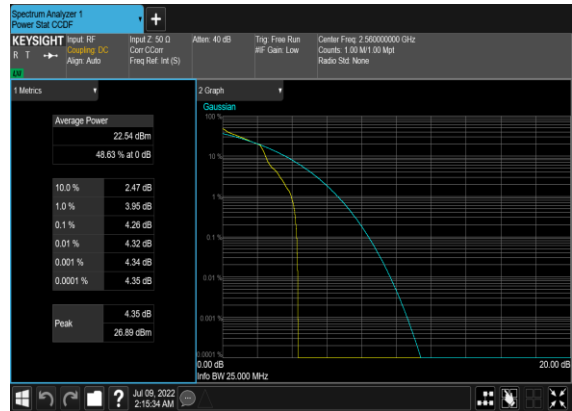 Spectrum Analyzer 1
Power Stat CCDF
KEYSIGHT
R T
Input: RF
Coupling: DC
Align: Auto
Input Z: 50 Ω
Corr CCorr
Freq Ref: Int (S)
Atten: 40 dB
Trig: Free Run
#IF Gain: Low
Center Freq: 2.560000000 GHz
Counts: 1.00 M/1.00 Mpt
Radio Std: None
1 Metrics
Average Power
22.54 dBm
48.63 % at 0 dB
10.0 % 2.47 dB
1.0 % 3.95 dB
0.1 % 4.26 dB
0.01 % 4.32 dB
0.001 % 4.34 dB
0.0001 % 4.35 dB
Peak
4.35 dB
26.89 dBm
2 Graph
Gaussian
100 %
10 %
1 %
0.1 %
0.01 %
0.001 %
0.0001 %
0.00 dB
20.00 dB
Info BW 25.000 MHz
?
Jul 09, 2022
2:15:34 AM